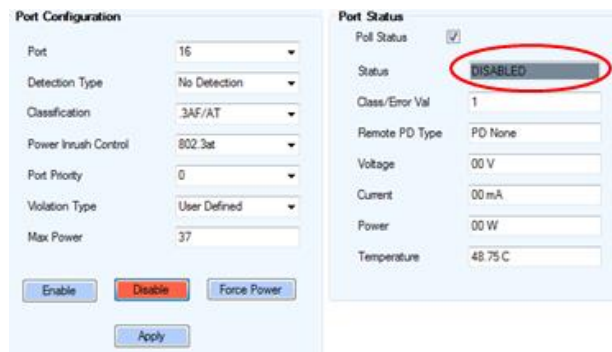 Port Configuration
Port 16
Detection Type No Detection
Classification .3AF/AT
Power Inrush Control 802.3at
Port Priority 0
Violation Type User Defined
Max Power 37
Enable Disable Force Power
Apply
Port Status
Poll Status
Status DISABLED
Class/Error Val 1
Remote PD Type PD None
Voltage 00 V
Current 00 mA
Power 00 W
Temperature 48.75 C